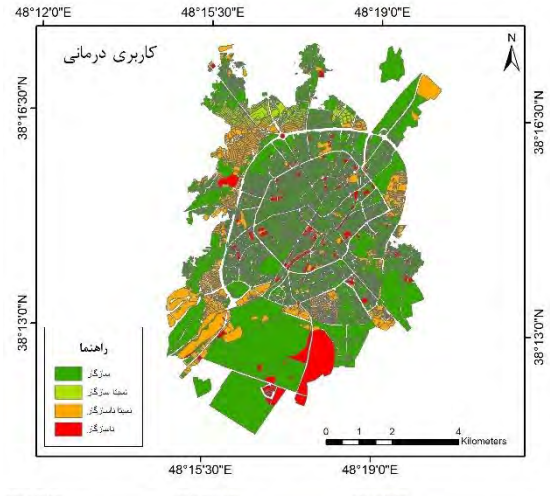 48°12'0"E 48°15'30"E 48°19'0"E
کاربری درمانی
N
38°16'30"N 38°16'30"N
38°13'0"N 38°13'0"N
راهنما
سازگار
نسبتا سازگار
نسبتا ناسازگار
ناسازگار
0 1 2 4
Kilometers
48°15'30"E 48°19'0"E